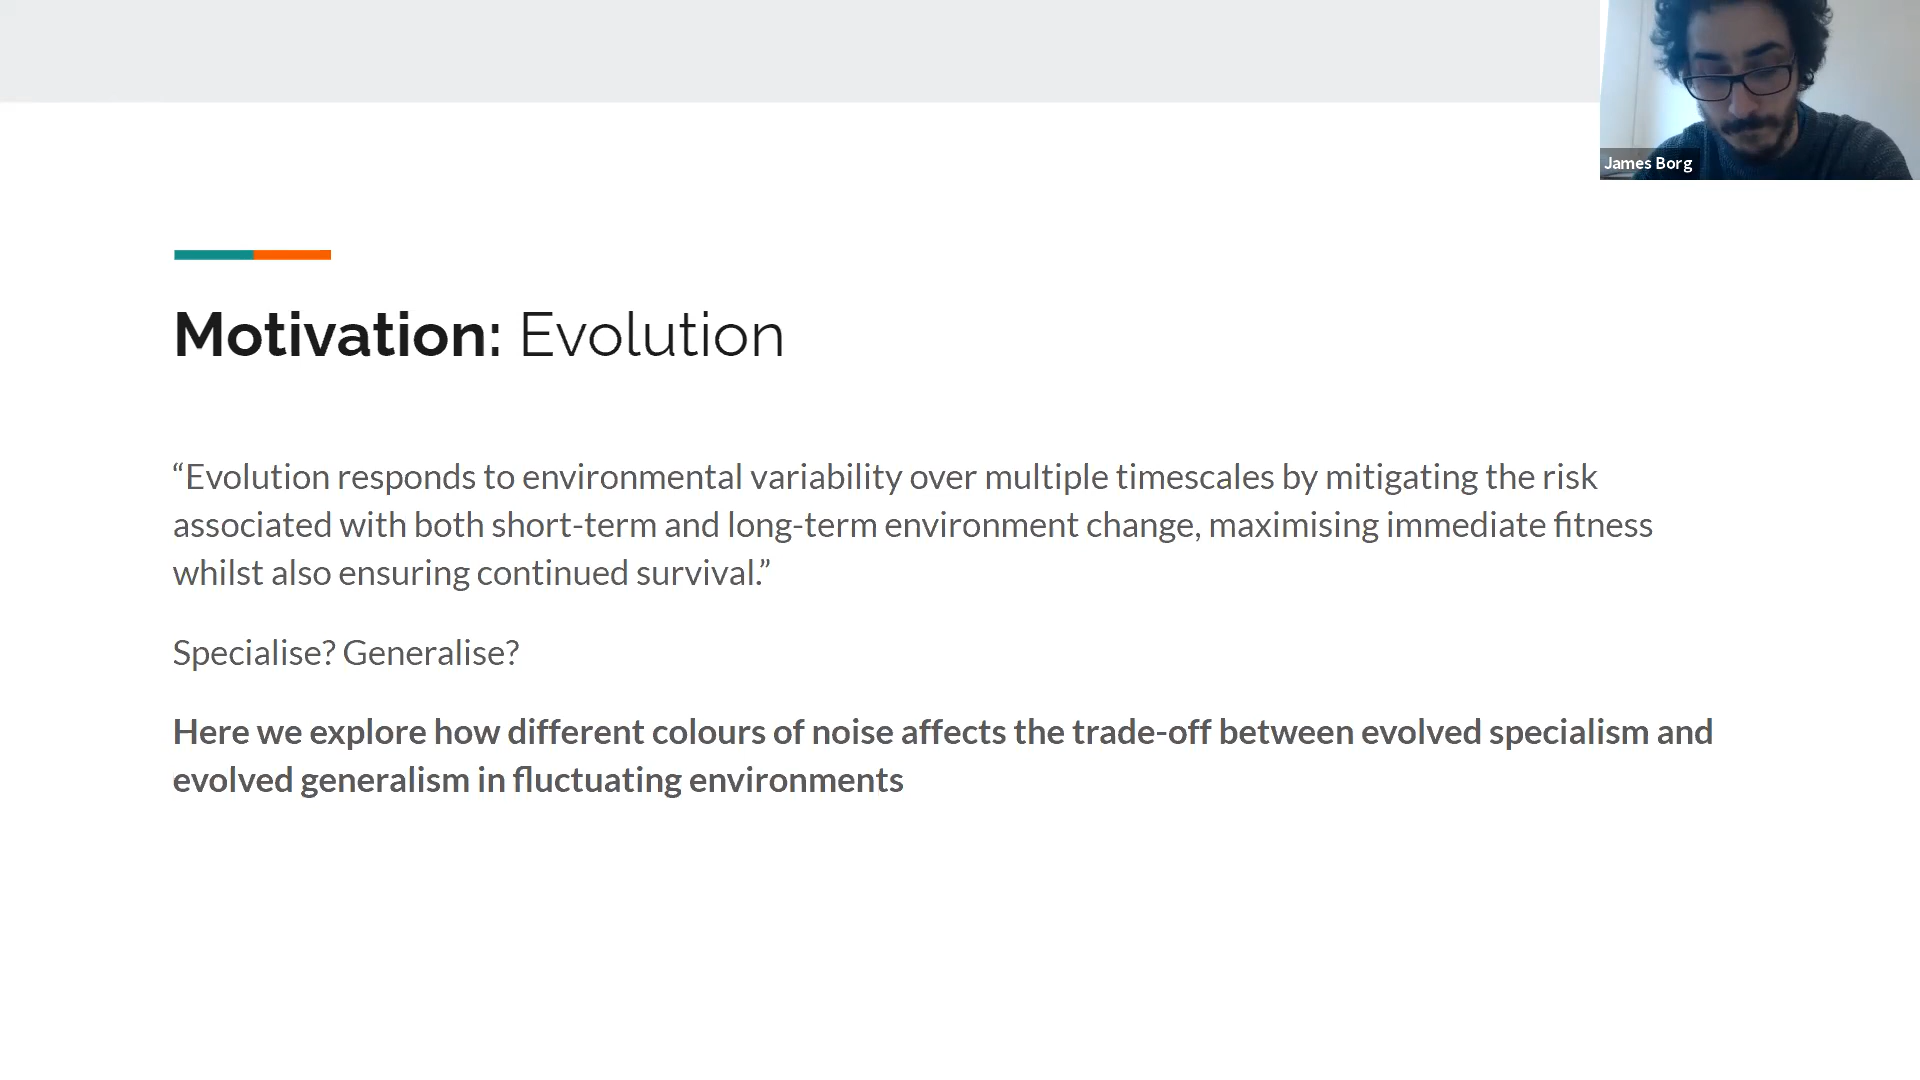 James Borg
Motivation: Evolution
“Evolution responds to environmental variability over multiple timescales by mitigating the risk
associated with both short-term and long-term environment change, maximising immediate fitness
whilst also ensuring continued survival.”
Specialise? Generalise?
Here we explore how different colours of noise affects the trade-off between evolved specialism and
evolved generalism in fluctuating environments